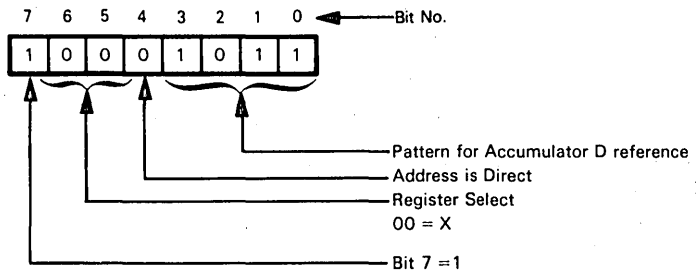 7 6 5 4 3 2 1 0 Bit No.
1 0 0 0 1 0 1 1
Pattern for Accumulator D reference
Address is Direct
Register Select
00 = X
Bit 7 = 1